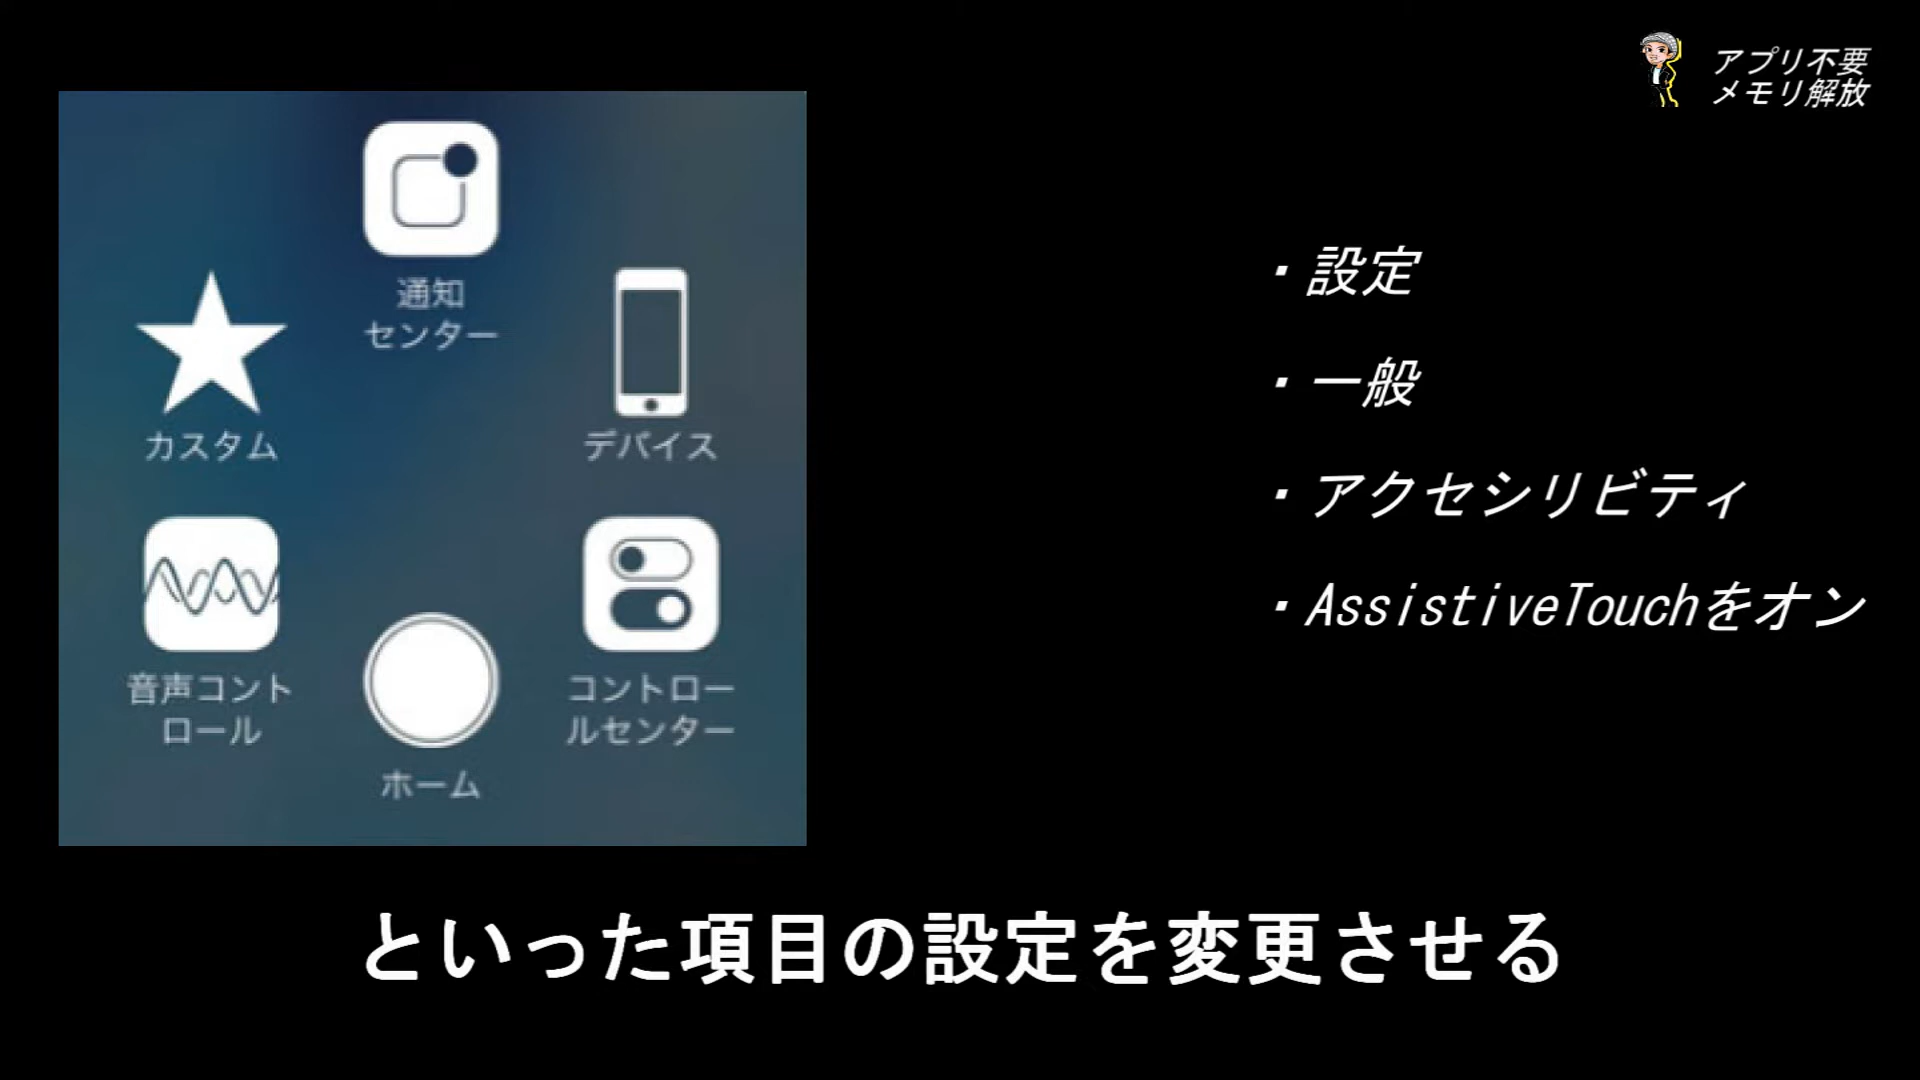 アプリ不要
メモリ解放
通知
センター
カスタム
デバイス
音声コント
ロール
コントロー
ルセンター
ホーム
・設定
・一般
・アクセシリビティ
・AssistiveTouchをオン
といった項目の設定を変更させる